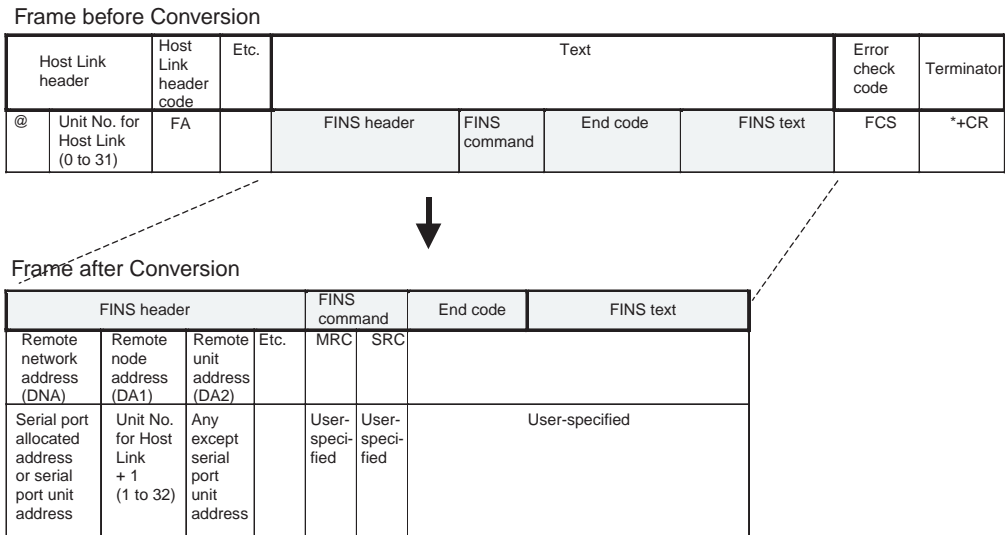 Frame before Conversion
Host Link
header
Host
Link
header
code
Etc.
Text
Error
check
code
Terminator
@
Unit No. for
Host Link
(0 to 31)
FA
FINS header
FINS
command
End code
FINS text
FCS
*+CR
Frame after Conversion
FINS header
FINS
command
End code
FINS text
Remote
network
address
(DNA)
Remote
node
address
(DA1)
Remote
unit
address
(DA2)
Etc.
MRC
SRC
Serial port
allocated
address
or serial
port unit
address
Unit No.
for Host
Link
+ 1
(1 to 32)
Any
except
serial
port
unit
address
User-
speci-
fied
User-
speci-
fied
User-specified